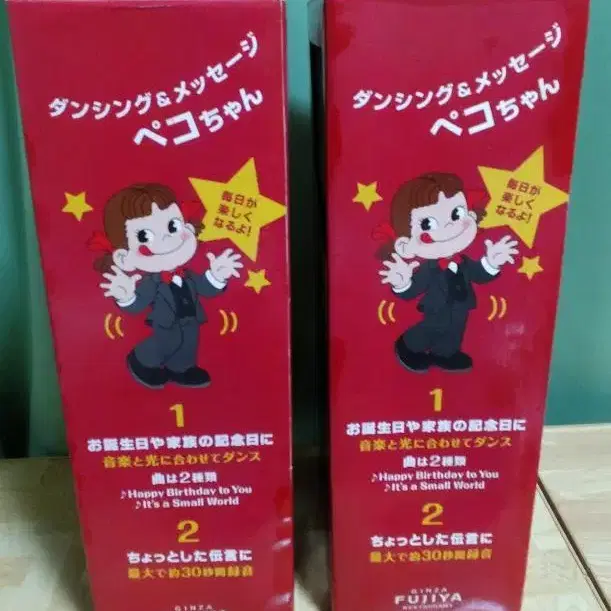 ダンシング&メッセージ
ペコちゃん
毎日が
楽しく
なるよ!
1
お誕生日や家族の記念日に
音楽と光に合わせてダンス
曲は2種類
♪Happy Birthday to You
♪It's a Small World
2
ちょっとした伝言に
最大で約30秒間録音
GINZA
ダンシング&メッセージ
ペコちゃん
毎日が
楽しく
なるよ!
1
お誕生日や家族の記念日に
音楽と光に合わせてダンス
曲は2種類
♪Happy Birthday to You
♪It's a Small World
2
ちょっとした伝言に
最大で約30秒間録音
GINZA
FUJIYA
RESTAURANT